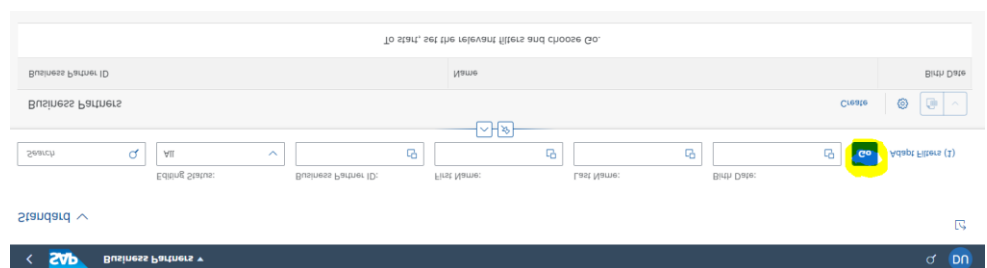 SAP Business Partners DU
Standard
Editing Status: Business Partner ID: First Name: Last Name: Birth Date:
Search All Go Adapt Filters (1)
Business Partners Create
Business Partner ID Name Birth Date
To start, set the relevant filters and choose Go.